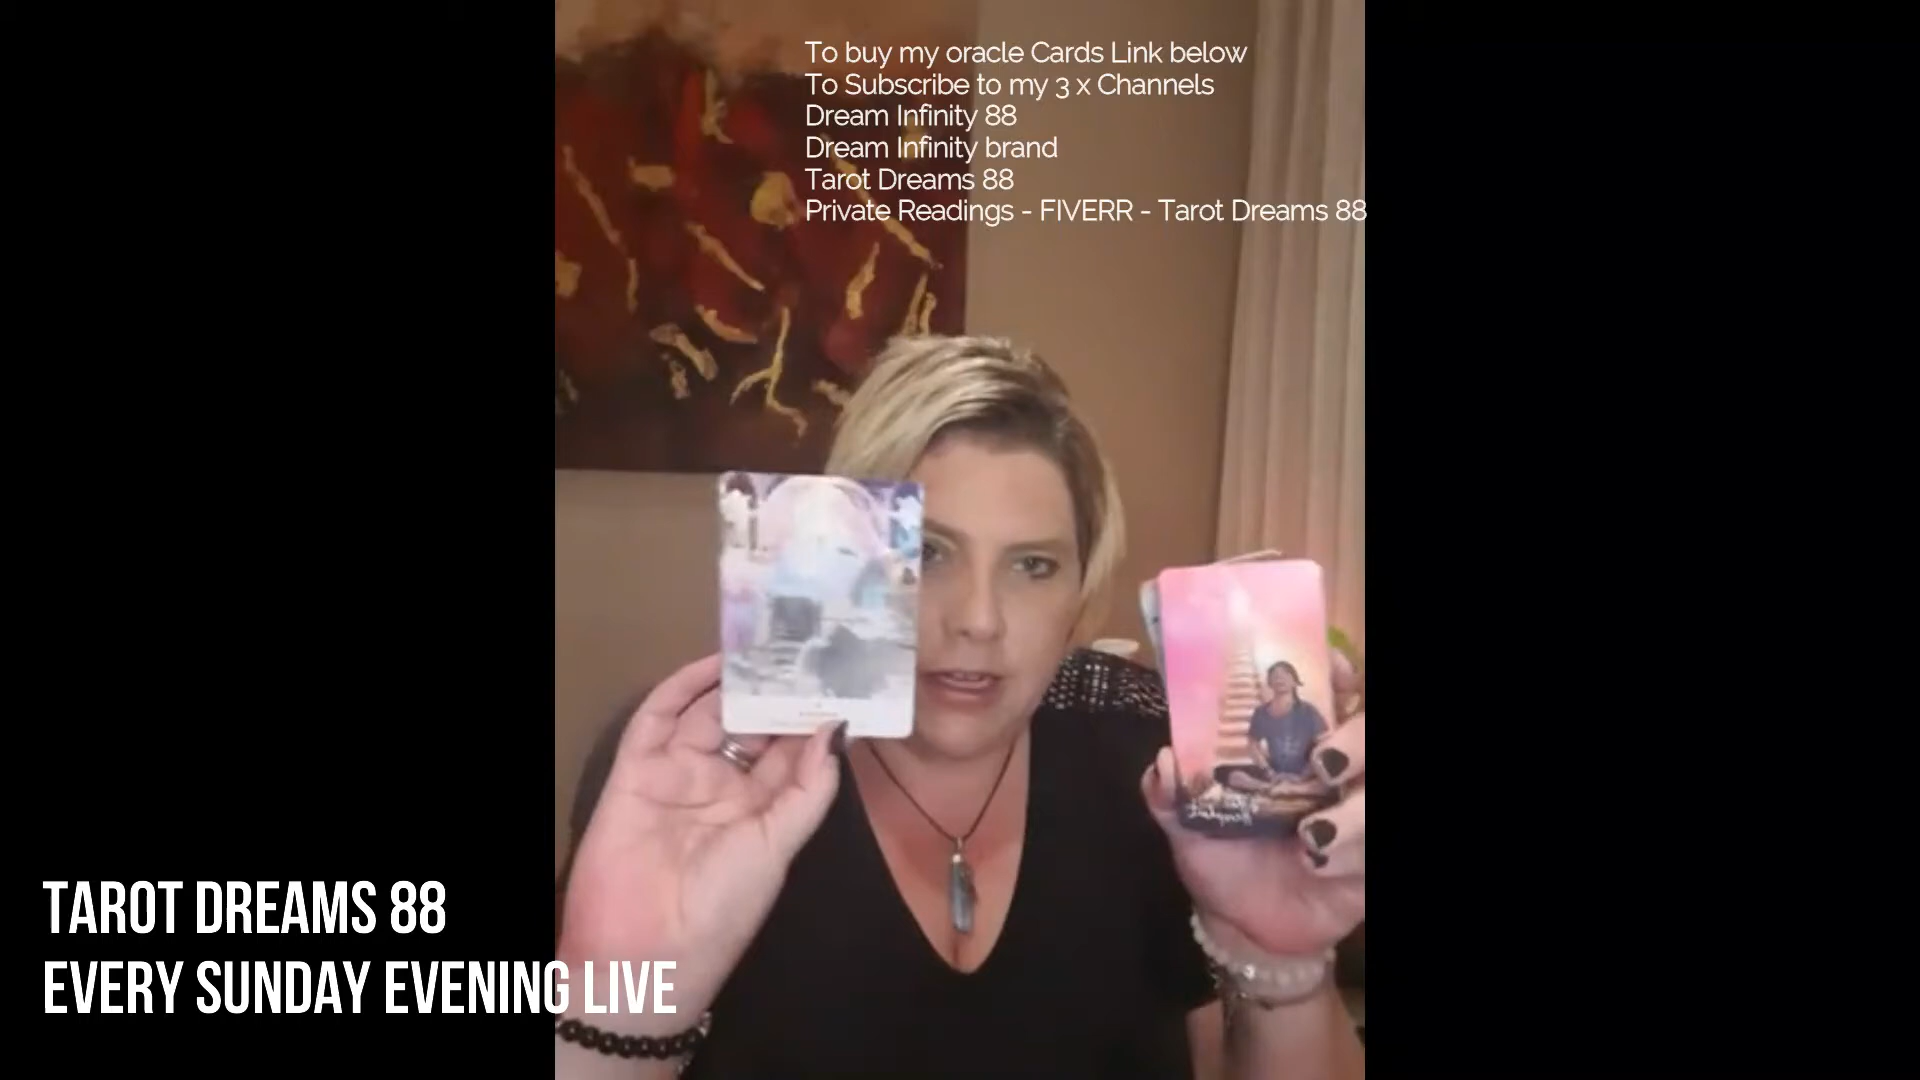 To buy my oracle Cards Link below
To Subscribe to my 3 x Channels
Dream Infinity 88
Dream Infinity brand
Tarot Dreams 88
Private Readings - FIVERR - Tarot Dreams 88
TAROT DREAMS 88
EVERY SUNDAY EVENING LIVE